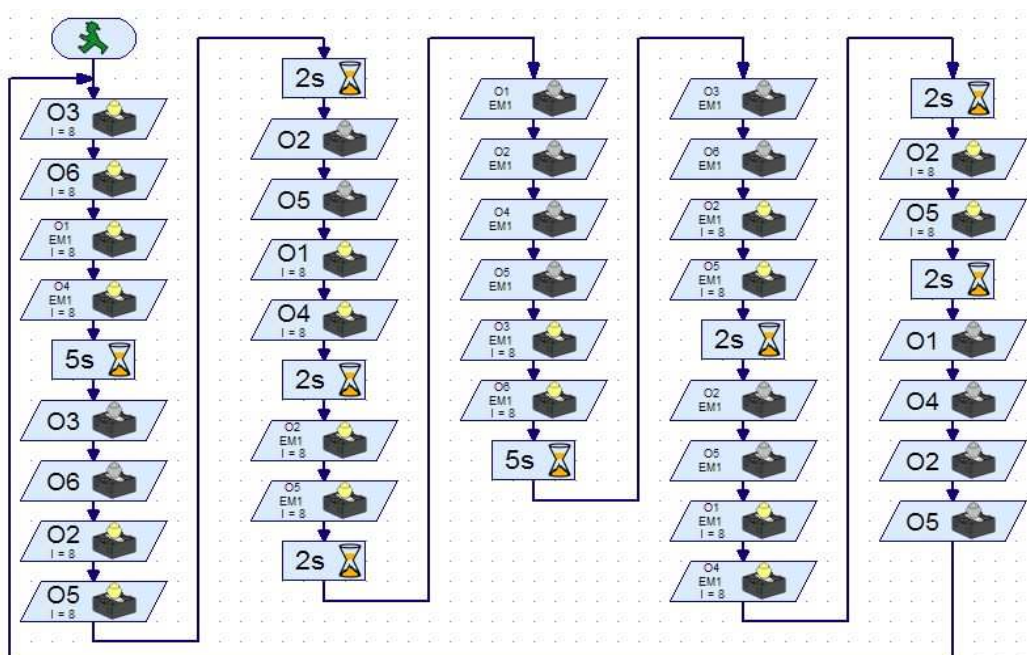 O3
I = 8
O6
I = 8
O1
EM1
I = 8
O4
EM1
I = 8
5s
O3
O6
O2
I = 8
O5
I = 8
2s
O2
O5
O1
I = 8
O4
I = 8
2s
O2
EM1
I = 8
O5
EM1
I = 8
2s
O1
EM1
O2
EM1
O4
EM1
O5
EM1
O3
EM1
I = 8
O6
EM1
I = 8
5s
O3
EM1
O6
EM1
O2
EM1
I = 8
O5
EM1
I = 8
2s
O2
EM1
O5
EM1
O1
EM1
I = 8
O4
EM1
I = 8
2s
O2
I = 8
O5
I = 8
2s
O1
O4
O2
O5